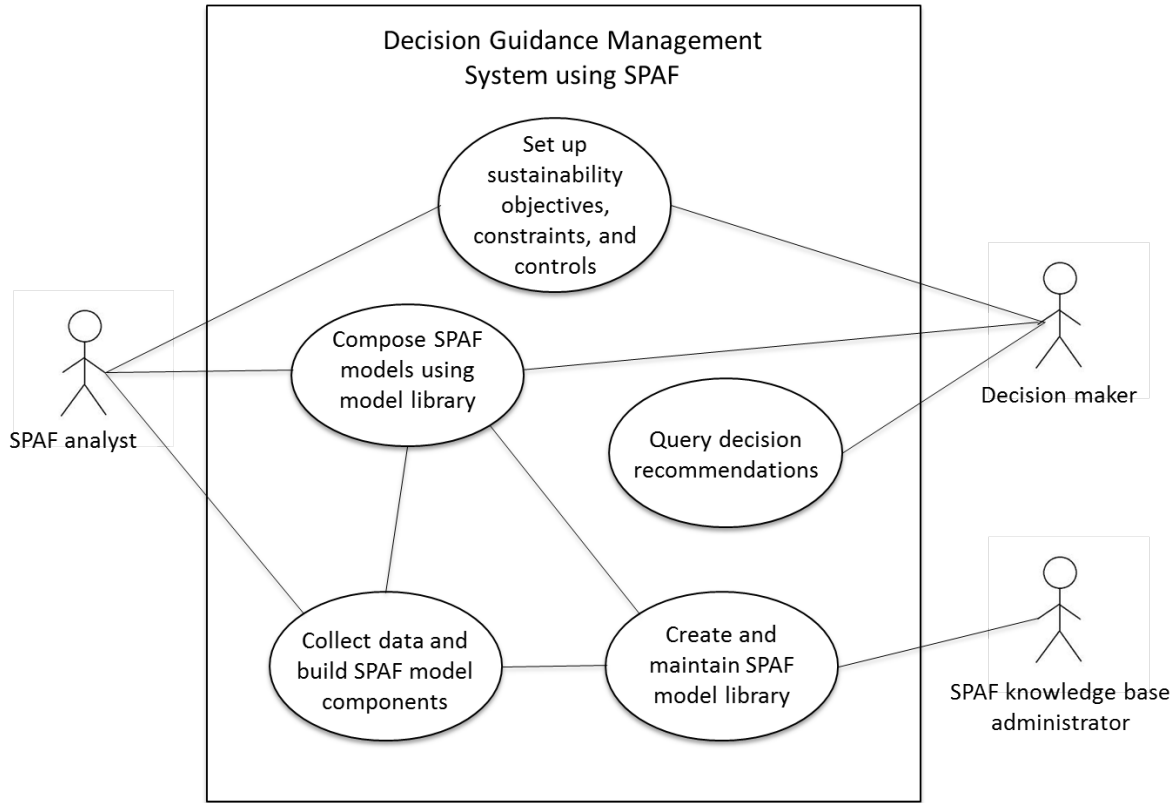 Decision Guidance Management
System using SPAF
Set up
sustainability
objectives,
constraints, and
controls
Compose SPAF
models using
model library
SPAF analyst
Decision maker
Query decision
recommendations
Collect data and
build SPAF model
components
Create and
maintain SPAF
model library
SPAF knowledge base
administrator